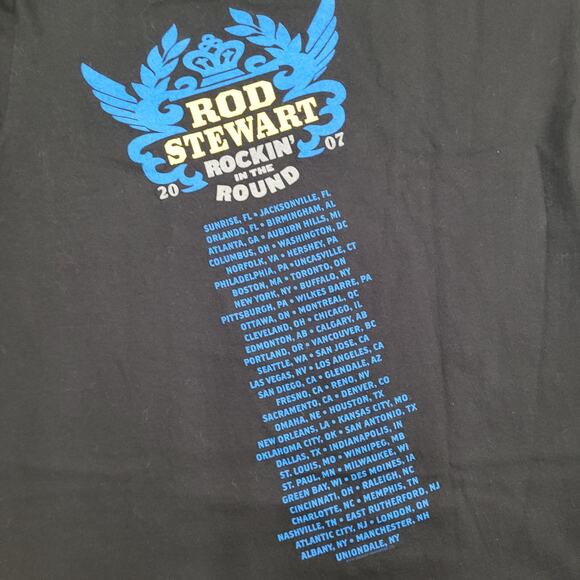 ROD
STEWART
20 ROCKIN' 07
IN THE
ROUND
SUNRISE, FL • JACKSONVILLE, FL
ORLANDO, FL • BIRMINGHAM, AL
ATLANTA, GA • AUBURN HILLS, MI
COLUMBUS, OH • WASHINGTON, DC
NORFOLK, VA • HERSHEY, PA
PHILADELPHIA, PA • UNCASVILLE, CT
BOSTON, MA • TORONTO, ON
NEW YORK, NY • BUFFALO, NY
PITTSBURGH, PA • WILKES BARRE, PA
OTTAWA, ON • MONTREAL, QC
CLEVELAND, OH • CHICAGO, IL
EDMONTON, AB • CALGARY, AB
PORTLAND, OR • VANCOUVER, BC
SEATTLE, WA • SAN JOSE, CA
LAS VEGAS, NV • LOS ANGELES, CA
SAN DIEGO, CA • GLENDALE, AZ
FRESNO, CA • RENO, NV
SACRAMENTO, CA • DENVER, CO
OMAHA, NE • HOUSTON, TX
NEW ORLEANS, LA • KANSAS CITY, MO
OKLAHOMA CITY, OK • SAN ANTONIO, TX
DALLAS, TX • INDIANAPOLIS, IN
ST. LOUIS, MO • WINNIPEG, MB
ST. PAUL, MN • MILWAUKEE, WI
GREEN BAY, WI • DES MOINES, IA
CINCINNATI, OH • RALEIGH, NC
CHARLOTTE, NC • MEMPHIS, TN
NASHVILLE, TN • EAST RUTHERFORD, NJ
ATLANTIC CITY, NJ • LONDON, ON
ALBANY, NY • MANCHESTER, NH
UNIONDALE, NY